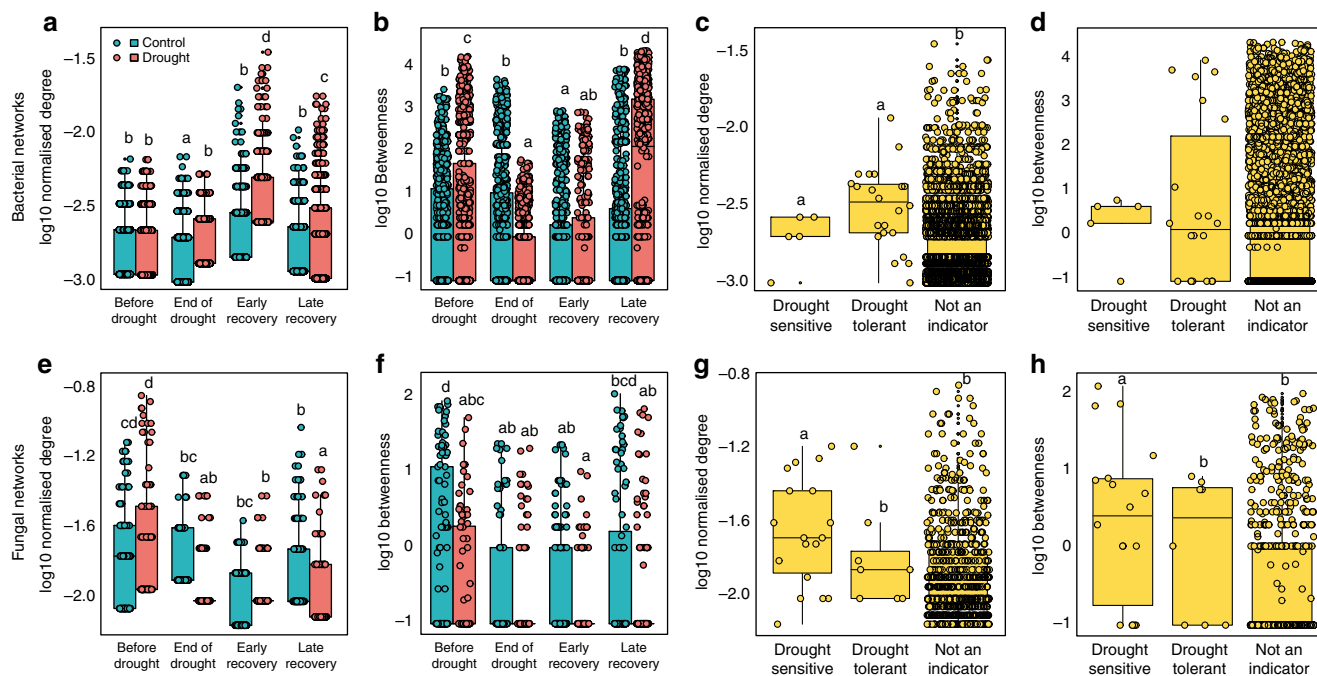 a
Bacterial networks
log10 normalised degree
−1.5
−2.0
−2.5
−3.0
Control
Drought
b
b
a
b
b
d
b
c
Before drought
End of drought
Early recovery
Late recovery
b
log10 Betweenness
4
3
2
1
0
−1
b
c
b
a
a
ab
b
d
Before drought
End of drought
Early recovery
Late recovery
c
log10 normalised degree
−1.5
−2.0
−2.5
−3.0
a
a
b
Drought sensitive
Drought tolerant
Not an indicator
d
log10 betweenness
4
3
2
1
0
−1
Drought sensitive
Drought tolerant
Not an indicator
e
Fungal networks
log10 normalised degree
−0.8
−1.2
−1.6
−2.0
cd
d
bc
ab
bc
b
b
a
Before drought
End of drought
Early recovery
Late recovery
f
log10 betweenness
2
1
0
−1
d
abc
ab
ab
ab
a
bcd
ab
Before drought
End of drought
Early recovery
Late recovery
g
log10 normalised degree
−0.8
−1.2
−1.6
−2.0
a
b
b
Drought sensitive
Drought tolerant
Not an indicator
h
log10 betweenness
2
1
0
−1
a
b
b
Drought sensitive
Drought tolerant
Not an indicator